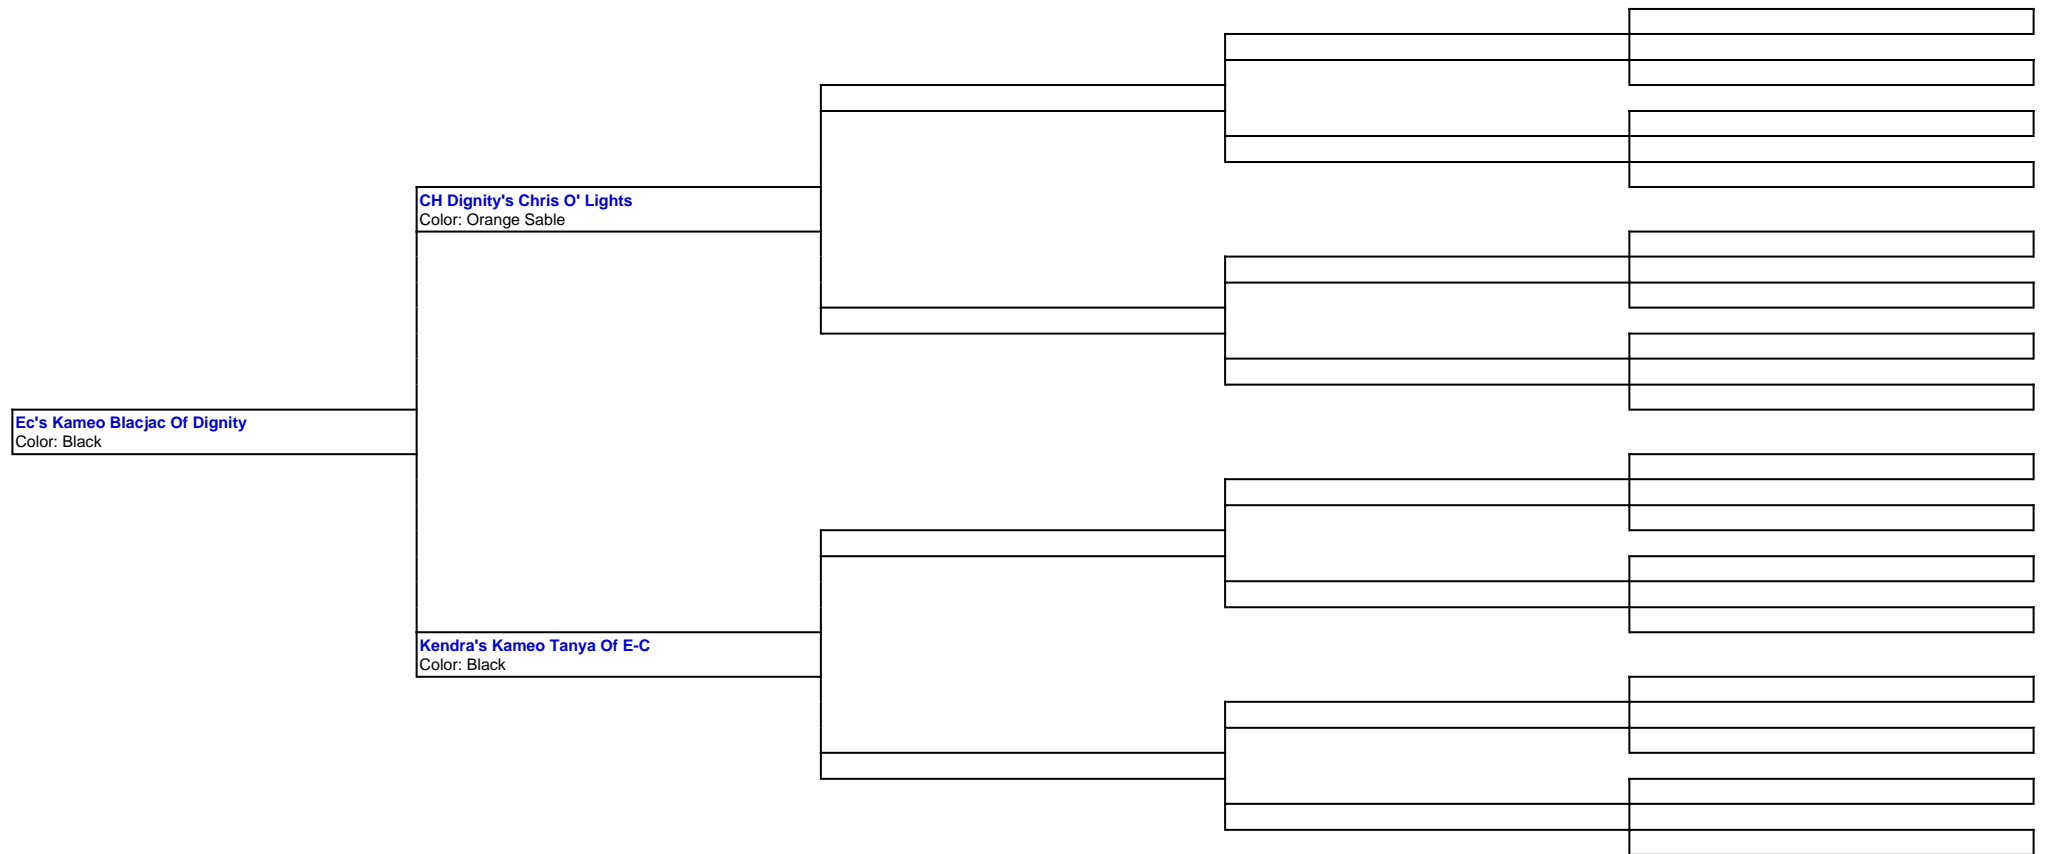 CH Dignity's Chris O' Lights
Color: Orange Sable
Ec's Kameo Blacjac Of Dignity
Color: Black
Kendra's Kameo Tanya Of E-C
Color: Black